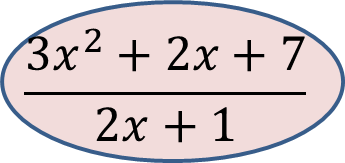 3x² + 2x + 7
2x + 1